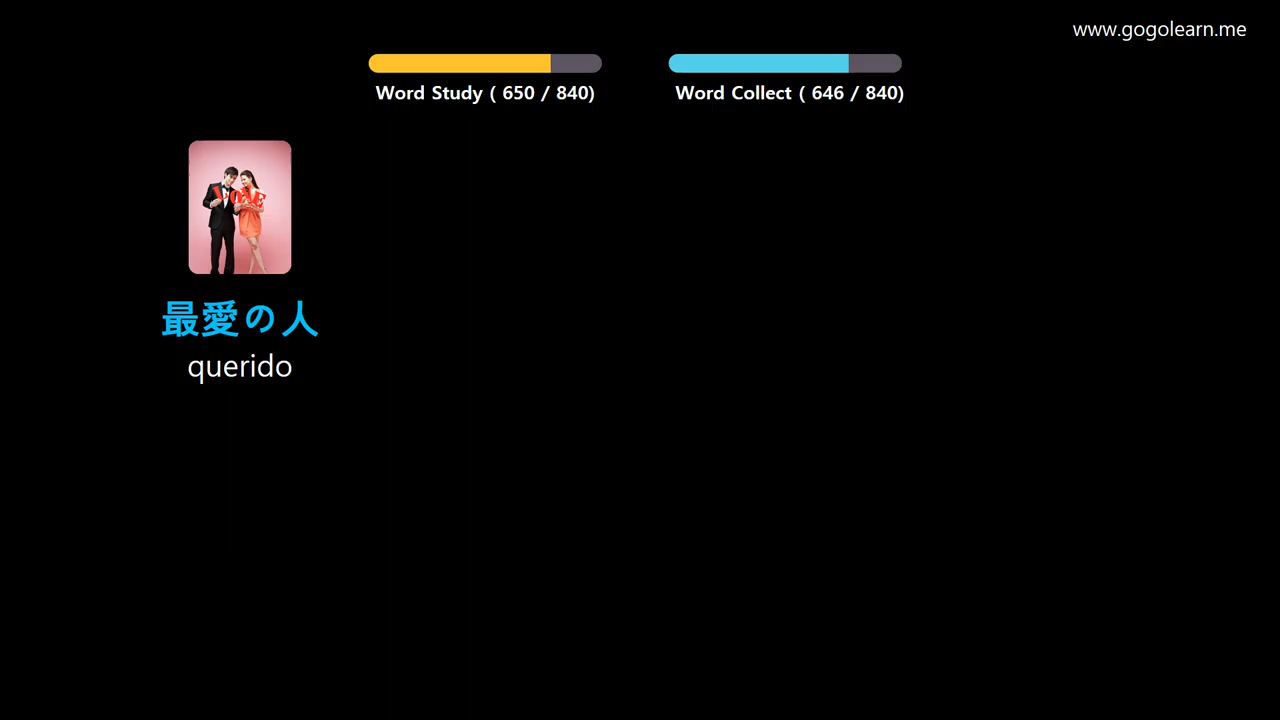 www.gogolearn.me
Word Study ( 650 / 840)
Word Collect ( 646 / 840)
最愛の人
querido